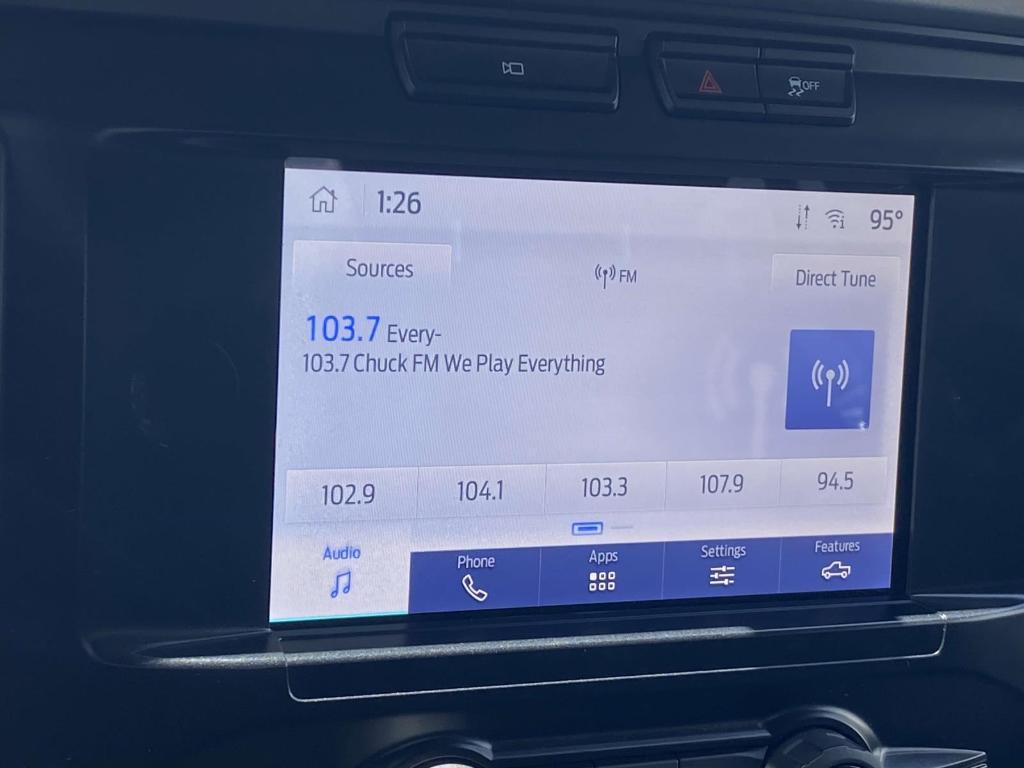 OFF
1:26
95°
Sources
FM
Direct Tune
103.7 Every-
103.7 Chuck FM We Play Everything
102.9 104.1 103.3 107.9 94.5
Audio Phone Apps Settings Features